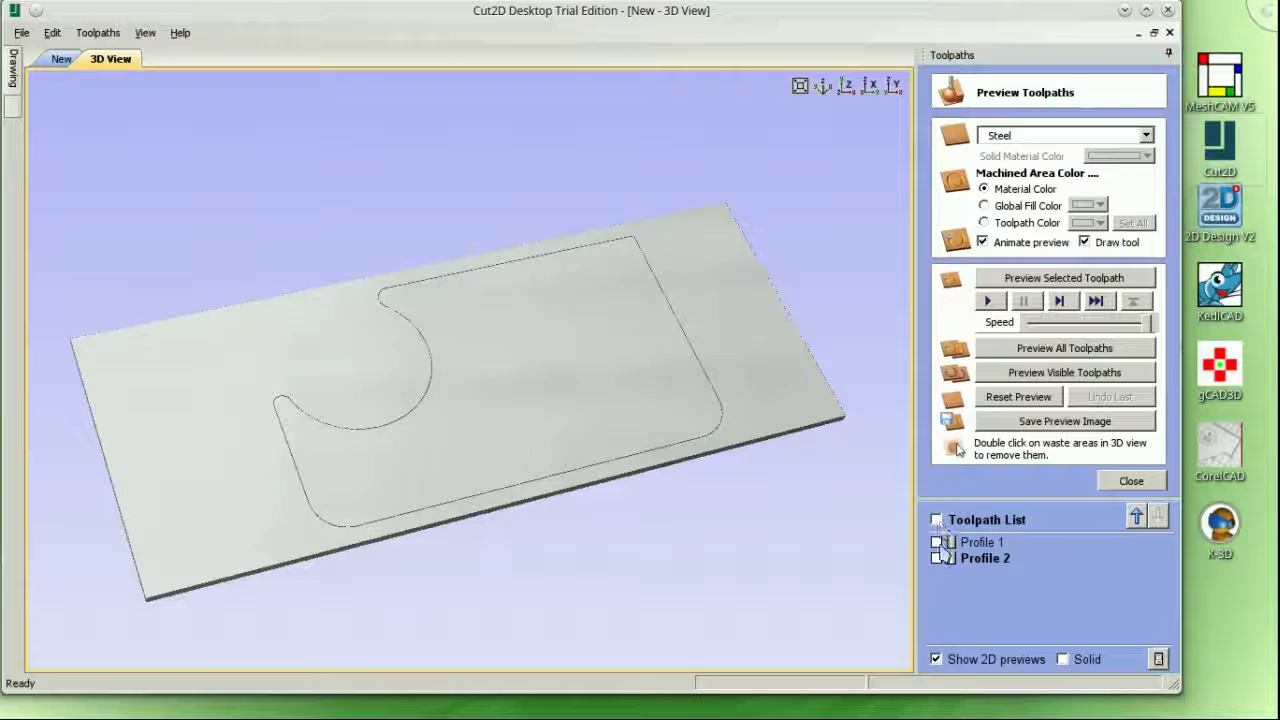 Cut2D Desktop Trial Edition - [New - 3D View]
File Edit Toolpaths View Help
Drawing
New 3D View
Toolpaths
Preview Toolpaths
Steel
Solid Material Color
Machined Area Color ....
Material Color
Global Fill Color
Toolpath Color Set All
Animate preview Draw tool
Preview Selected Toolpath
Speed
Preview All Toolpaths
Preview Visible Toolpaths
Reset Preview Undo Last
Save Preview Image
Double click on waste areas in 3D view
to remove them.
Close
Toolpath List
Profile 1
Profile 2
Show 2D previews Solid
Ready
MeshCAM V5
Cut2D
2D
DESIGN
2D Design V2
KediCAD
gCAD3D
CorelCAD
K-3D